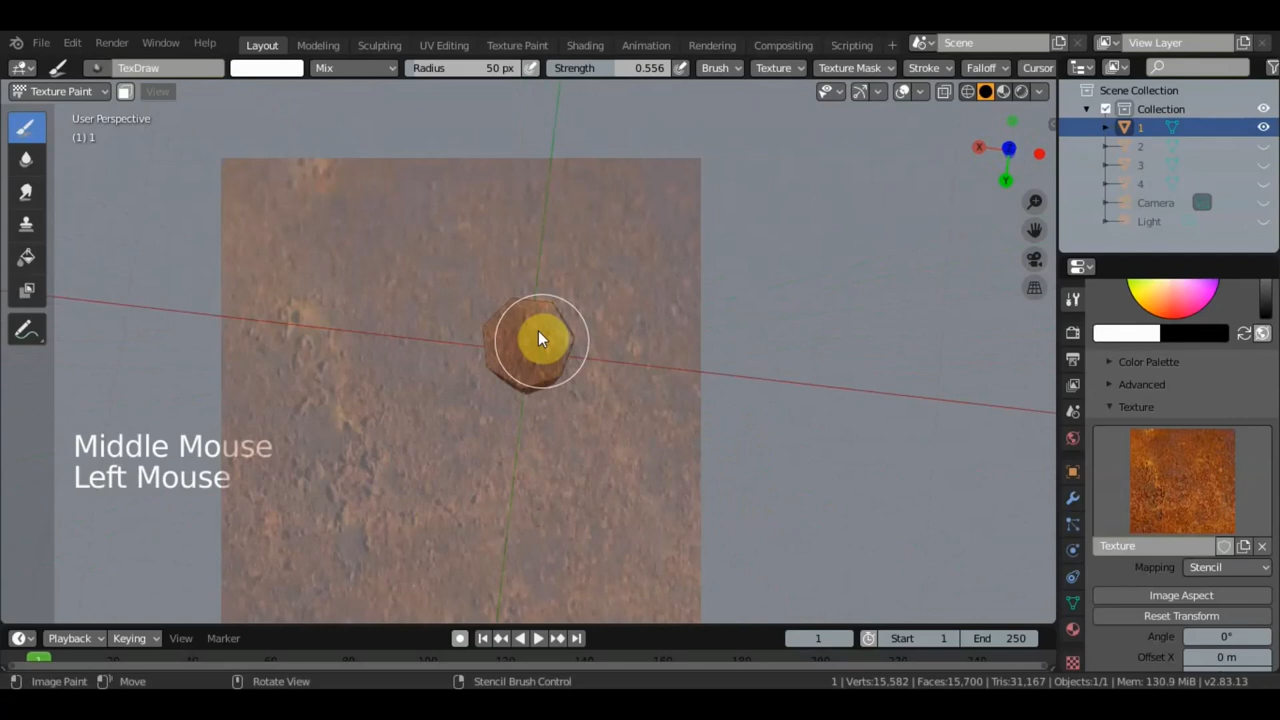 File Edit Render Window Help Layout Modeling Sculpting UV Editing Texture Paint Shading Animation Rendering Compositing Scripting + Scene View Layer
TexDraw Mix Radius 50 px Strength 0.556 Brush Texture Texture Mask Stroke Falloff Cursor
Texture Paint View
Scene Collection
User Perspective
(1) 1
Collection
1
2
3
4
Camera
Light
X
Y
Color Palette
Advanced
Texture
Middle Mouse
Left Mouse
Texture
Mapping Stencil
Image Aspect
Reset Transform
Angle 0°
Offset X 0 m
Playback Keying View Marker 1 Start 1 End 250
1
Image Paint Move Rotate View Stencil Brush Control 1 | Verts:15,582 | Faces:15,700 | Tris:31,167 | Objects:1/1 | Mem: 130.9 MiB | v2.83.13